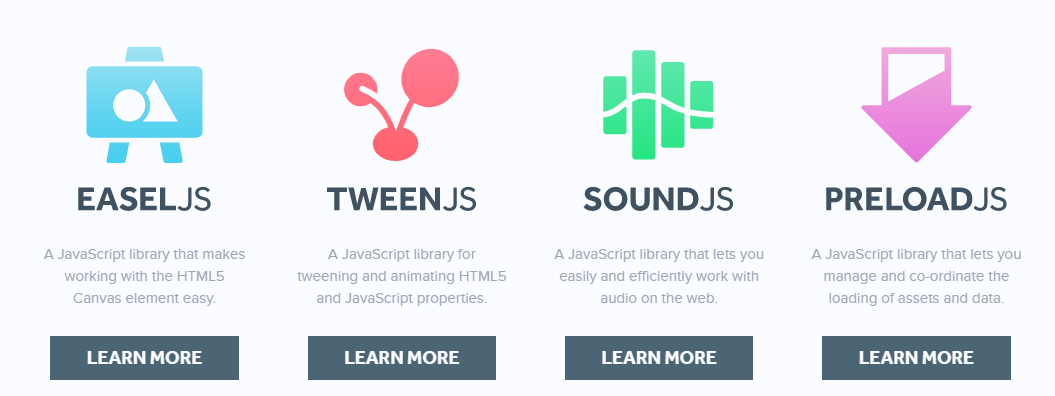 EASELJS
A JavaScript library that makes
working with the HTML5
Canvas element easy.
LEARN MORE
TWEENJS
A JavaScript library for
tweening and animating HTML5
and JavaScript properties.
LEARN MORE
SOUNDJS
A JavaScript library that lets you
easily and efficiently work with
audio on the web.
LEARN MORE
PRELOADJS
A JavaScript library that lets you
manage and co-ordinate the
loading of assets and data.
LEARN MORE